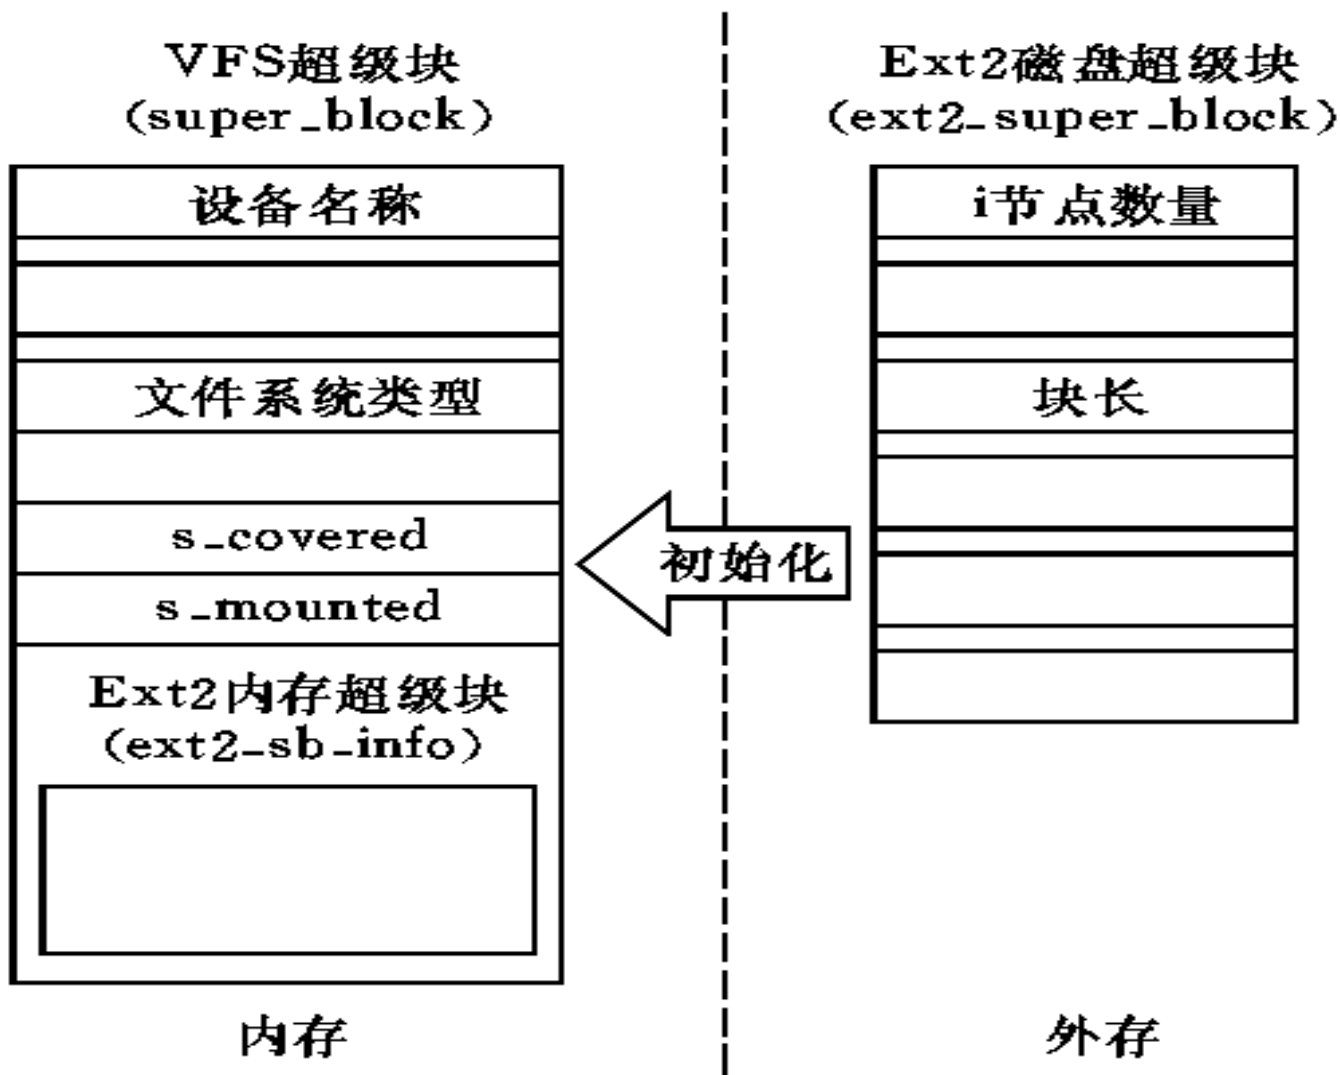 VFS超级块
(super_block)
设备名称
文件系统类型
s_covered
s_mounted
Ext2内存超级块
(ext2_sb_info)
内存
初始化
Ext2磁盘超级块
(ext2_super_block)
i节点数量
块长
外存